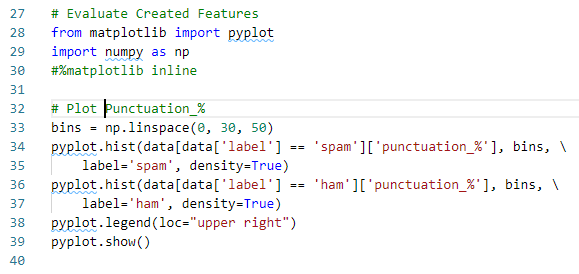 27 # Evaluate Created Features
28 from matplotlib import pyplot
29 import numpy as np
30 #%matplotlib inline
31
32 # Plot Punctuation_%
33 bins = np.linspace(0, 30, 50)
34 pyplot.hist(data[data['label'] == 'spam']['punctuation_%'], bins, \
35     label='spam', density=True)
36 pyplot.hist(data[data['label'] == 'ham']['punctuation_%'], bins, \
37     label='ham', density=True)
38 pyplot.legend(loc="upper right")
39 pyplot.show()
40